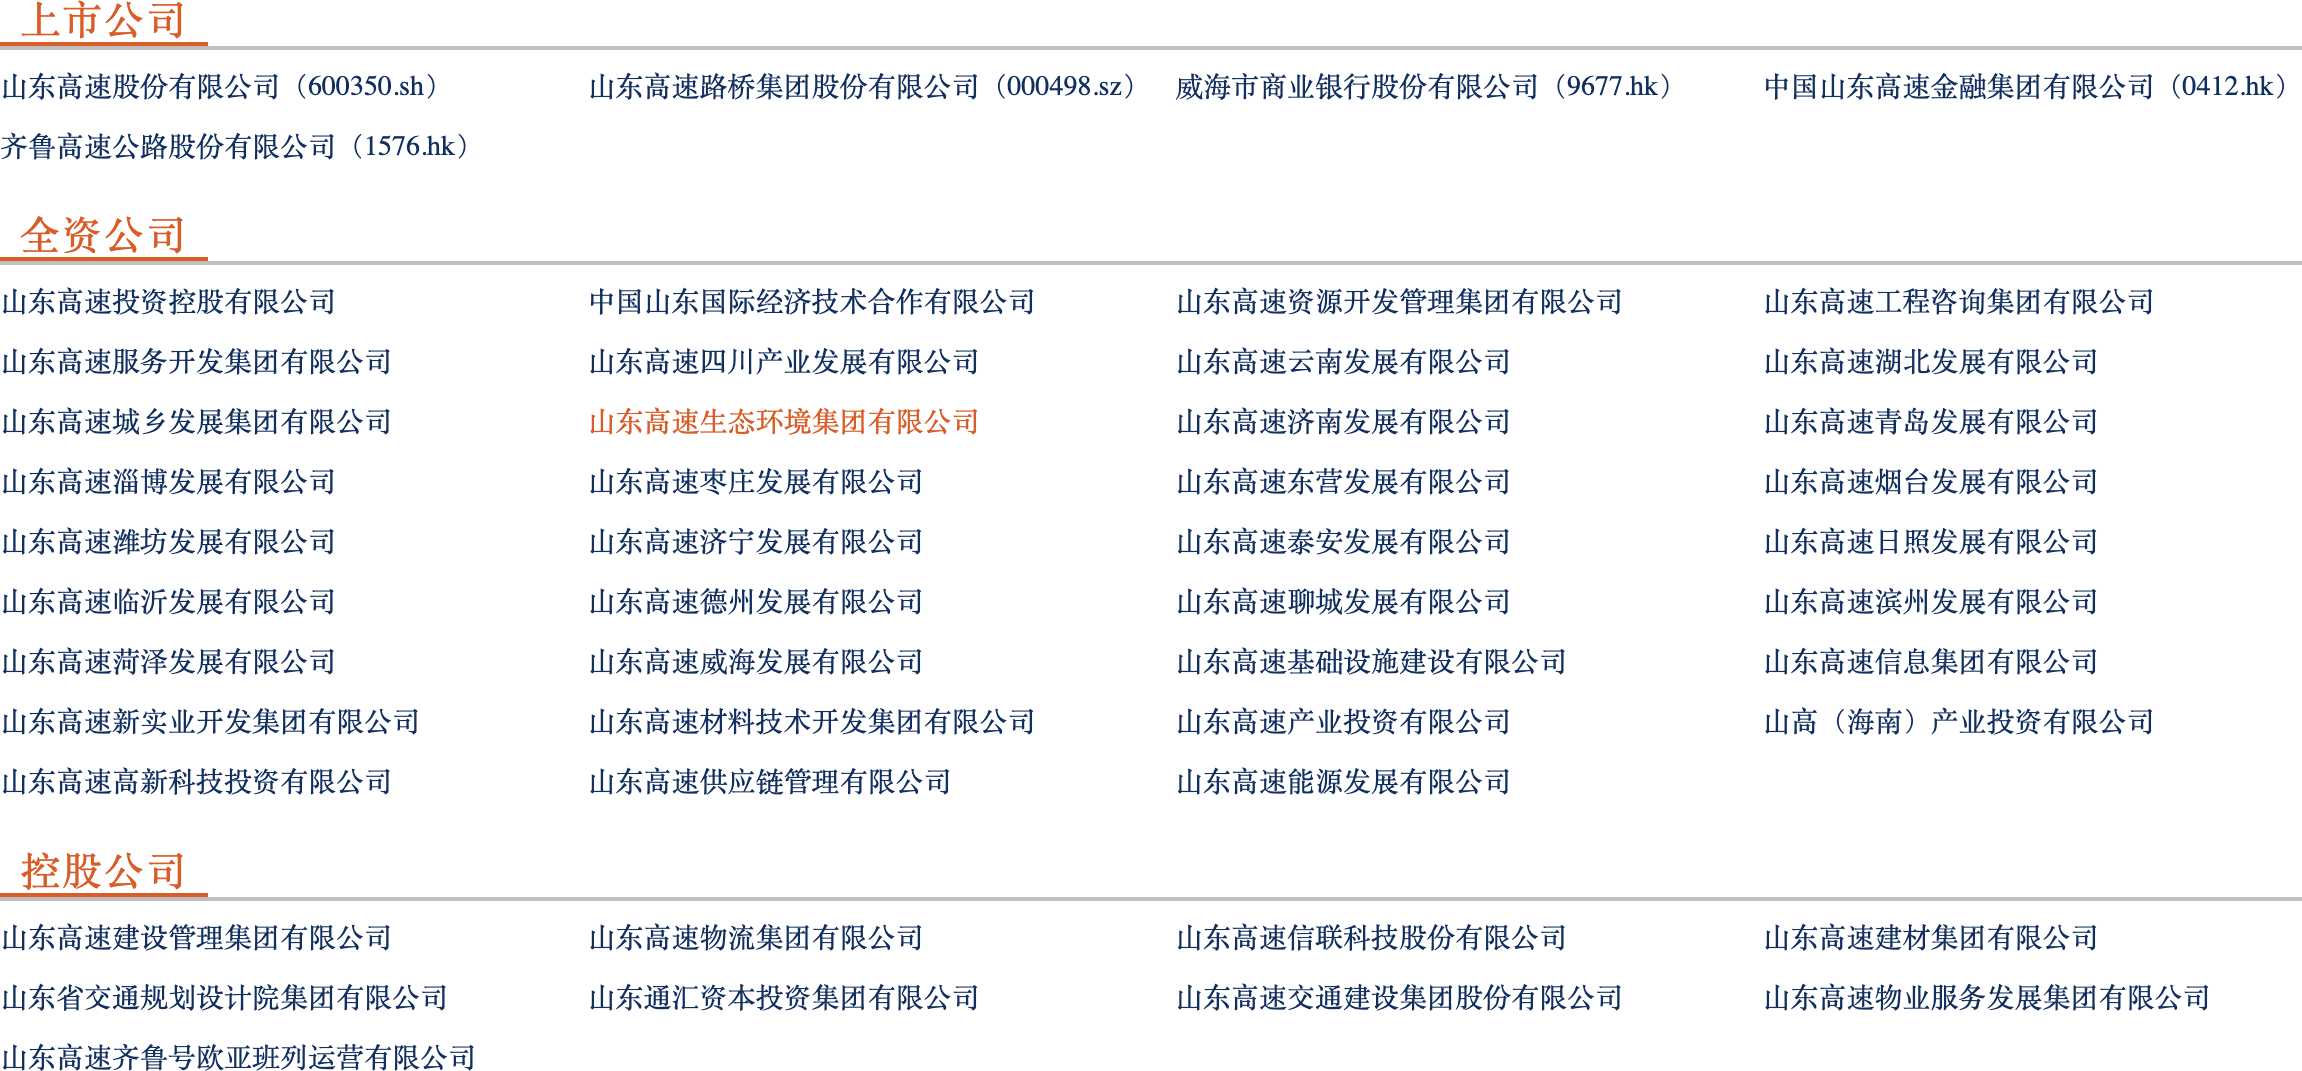 上市公司
山东高速股份有限公司（600350.sh） 山东高速路桥集团股份有限公司（000498.sz） 威海市商业银行股份有限公司（9677.hk） 中国山东高速金融集团有限公司（0412.hk）
齐鲁高速公路股份有限公司（1576.hk）
全资公司
山东高速投资控股有限公司 中国山东国际经济技术合作有限公司 山东高速资源开发管理集团有限公司 山东高速工程咨询集团有限公司
山东高速服务开发集团有限公司 山东高速四川产业发展有限公司 山东高速云南发展有限公司 山东高速湖北发展有限公司
山东高速城乡发展集团有限公司 山东高速生态环境集团有限公司 山东高速济南发展有限公司 山东高速青岛发展有限公司
山东高速淄博发展有限公司 山东高速枣庄发展有限公司 山东高速东营发展有限公司 山东高速烟台发展有限公司
山东高速潍坊发展有限公司 山东高速济宁发展有限公司 山东高速泰安发展有限公司 山东高速日照发展有限公司
山东高速临沂发展有限公司 山东高速德州发展有限公司 山东高速聊城发展有限公司 山东高速滨州发展有限公司
山东高速菏泽发展有限公司 山东高速威海发展有限公司 山东高速基础设施建设有限公司 山东高速信息集团有限公司
山东高速新实业开发集团有限公司 山东高速材料技术开发集团有限公司 山东高速产业投资有限公司 山高（海南）产业投资有限公司
山东高速高新科技投资有限公司 山东高速供应链管理有限公司 山东高速能源发展有限公司
控股公司
山东高速建设管理集团有限公司 山东高速物流集团有限公司 山东高速信联科技股份有限公司 山东高速建材集团有限公司
山东省交通规划设计院集团有限公司 山东通汇资本投资集团有限公司 山东高速交通建设集团股份有限公司 山东高速物业服务发展集团有限公司
山东高速齐鲁号欧亚班列运营有限公司